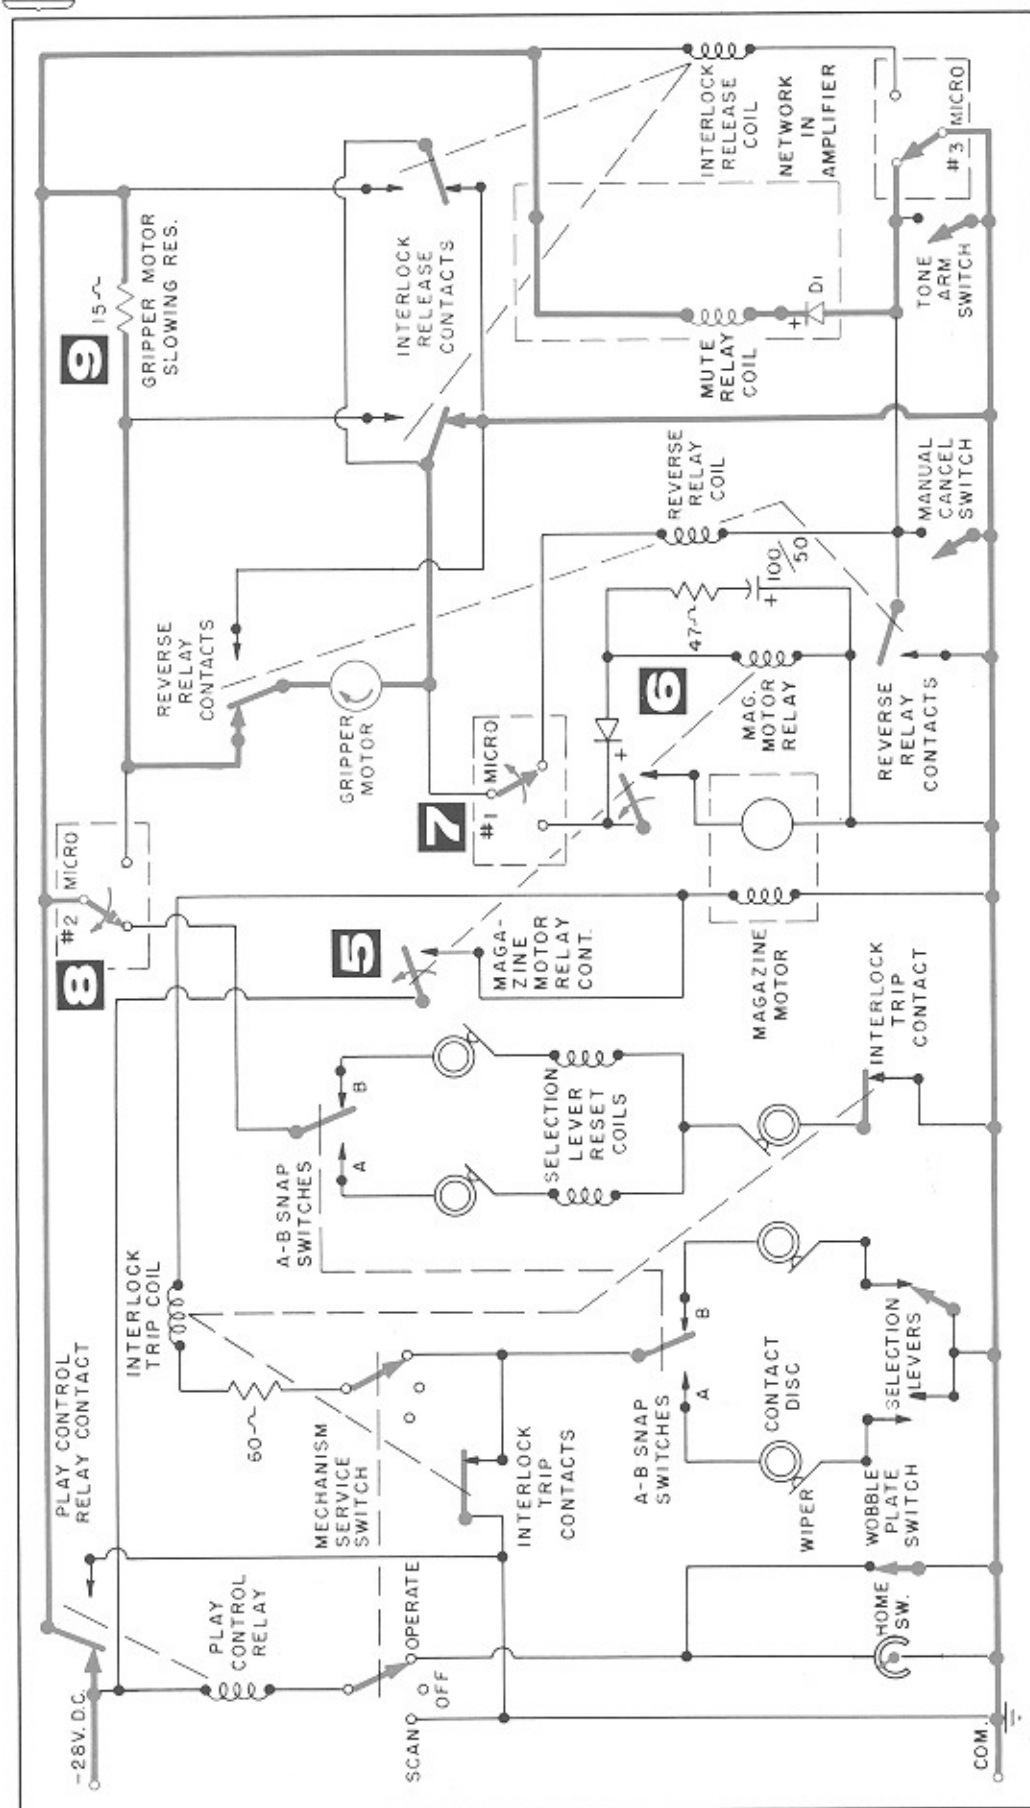 PLAY CONTROL
RELAY CONTACT
-28V. D.C.
PLAY
CONTROL
RELAY
INTERLOCK
TRIP COIL
60
MECHANISM
SERVICE
SWITCH
SCAN
OFF
OPERATE
INTERLOCK
TRIP
CONTACTS
A-B SNAP
SWITCHES
A
B
WIPER
CONTACT
DISC
HOME
SW.
WOBBLE
PLATE
SWITCH
SELECTION
LEVERS
COM.
8
#2
MICRO
A-B SNAP
SWITCHES
A
B
SELECTION
LEVER
RESET
COILS
INTERLOCK
TRIP
CONTACT
5
MAGA-
ZINE
MOTOR
RELAY
CONT.
MAGAZINE
MOTOR
7
#1
MICRO
+
6
47
+
100/50
MAG.
MOTOR
RELAY
REVERSE
RELAY
CONTACTS
REVERSE
RELAY
CONTACTS
GRIPPER
MOTOR
REVERSE
RELAY
COIL
MANUAL
CANCEL
SWITCH
9
15
GRIPPER MOTOR
SLOWING RES.
INTERLOCK
RELEASE
CONTACTS
MUTE
RELAY
COIL
+
D1
TONE
ARM
SWITCH
INTERLOCK
RELEASE
COIL
NETWORK
IN
AMPLIFIER
#3
MICRO